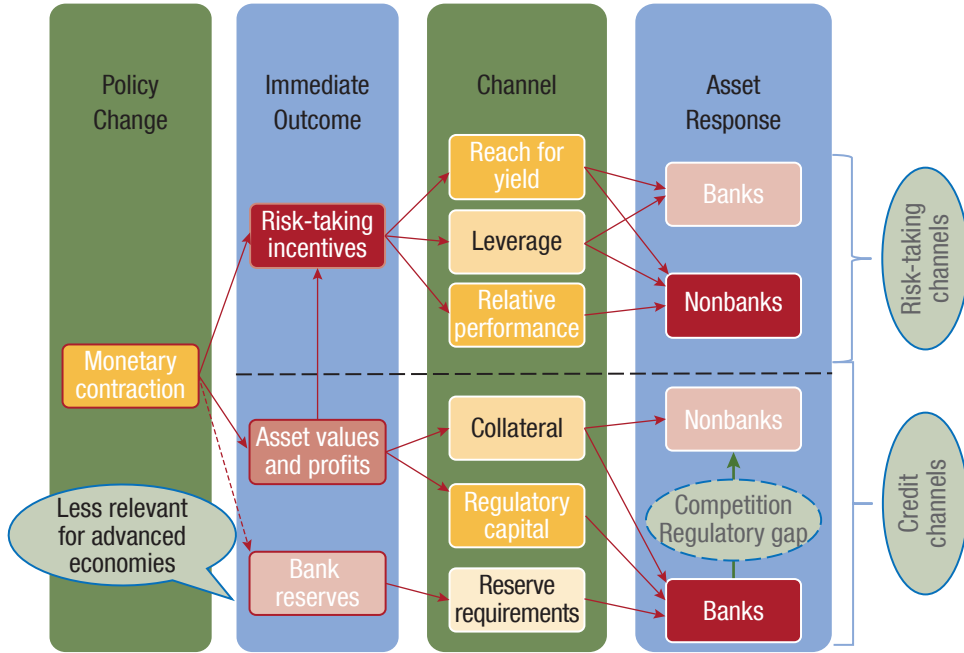 Policy
Change
Immediate
Outcome
Channel
Asset
Response
Monetary
contraction
Less relevant
for advanced
economies
Risk-taking
incentives
Asset values
and profits
Bank
reserves
Reach for
yield
Leverage
Relative
performance
Collateral
Regulatory
capital
Reserve
requirements
Banks
Nonbanks
Nonbanks
Competition
Regulatory gap
Banks
Risk-taking
channels
Credit
channels